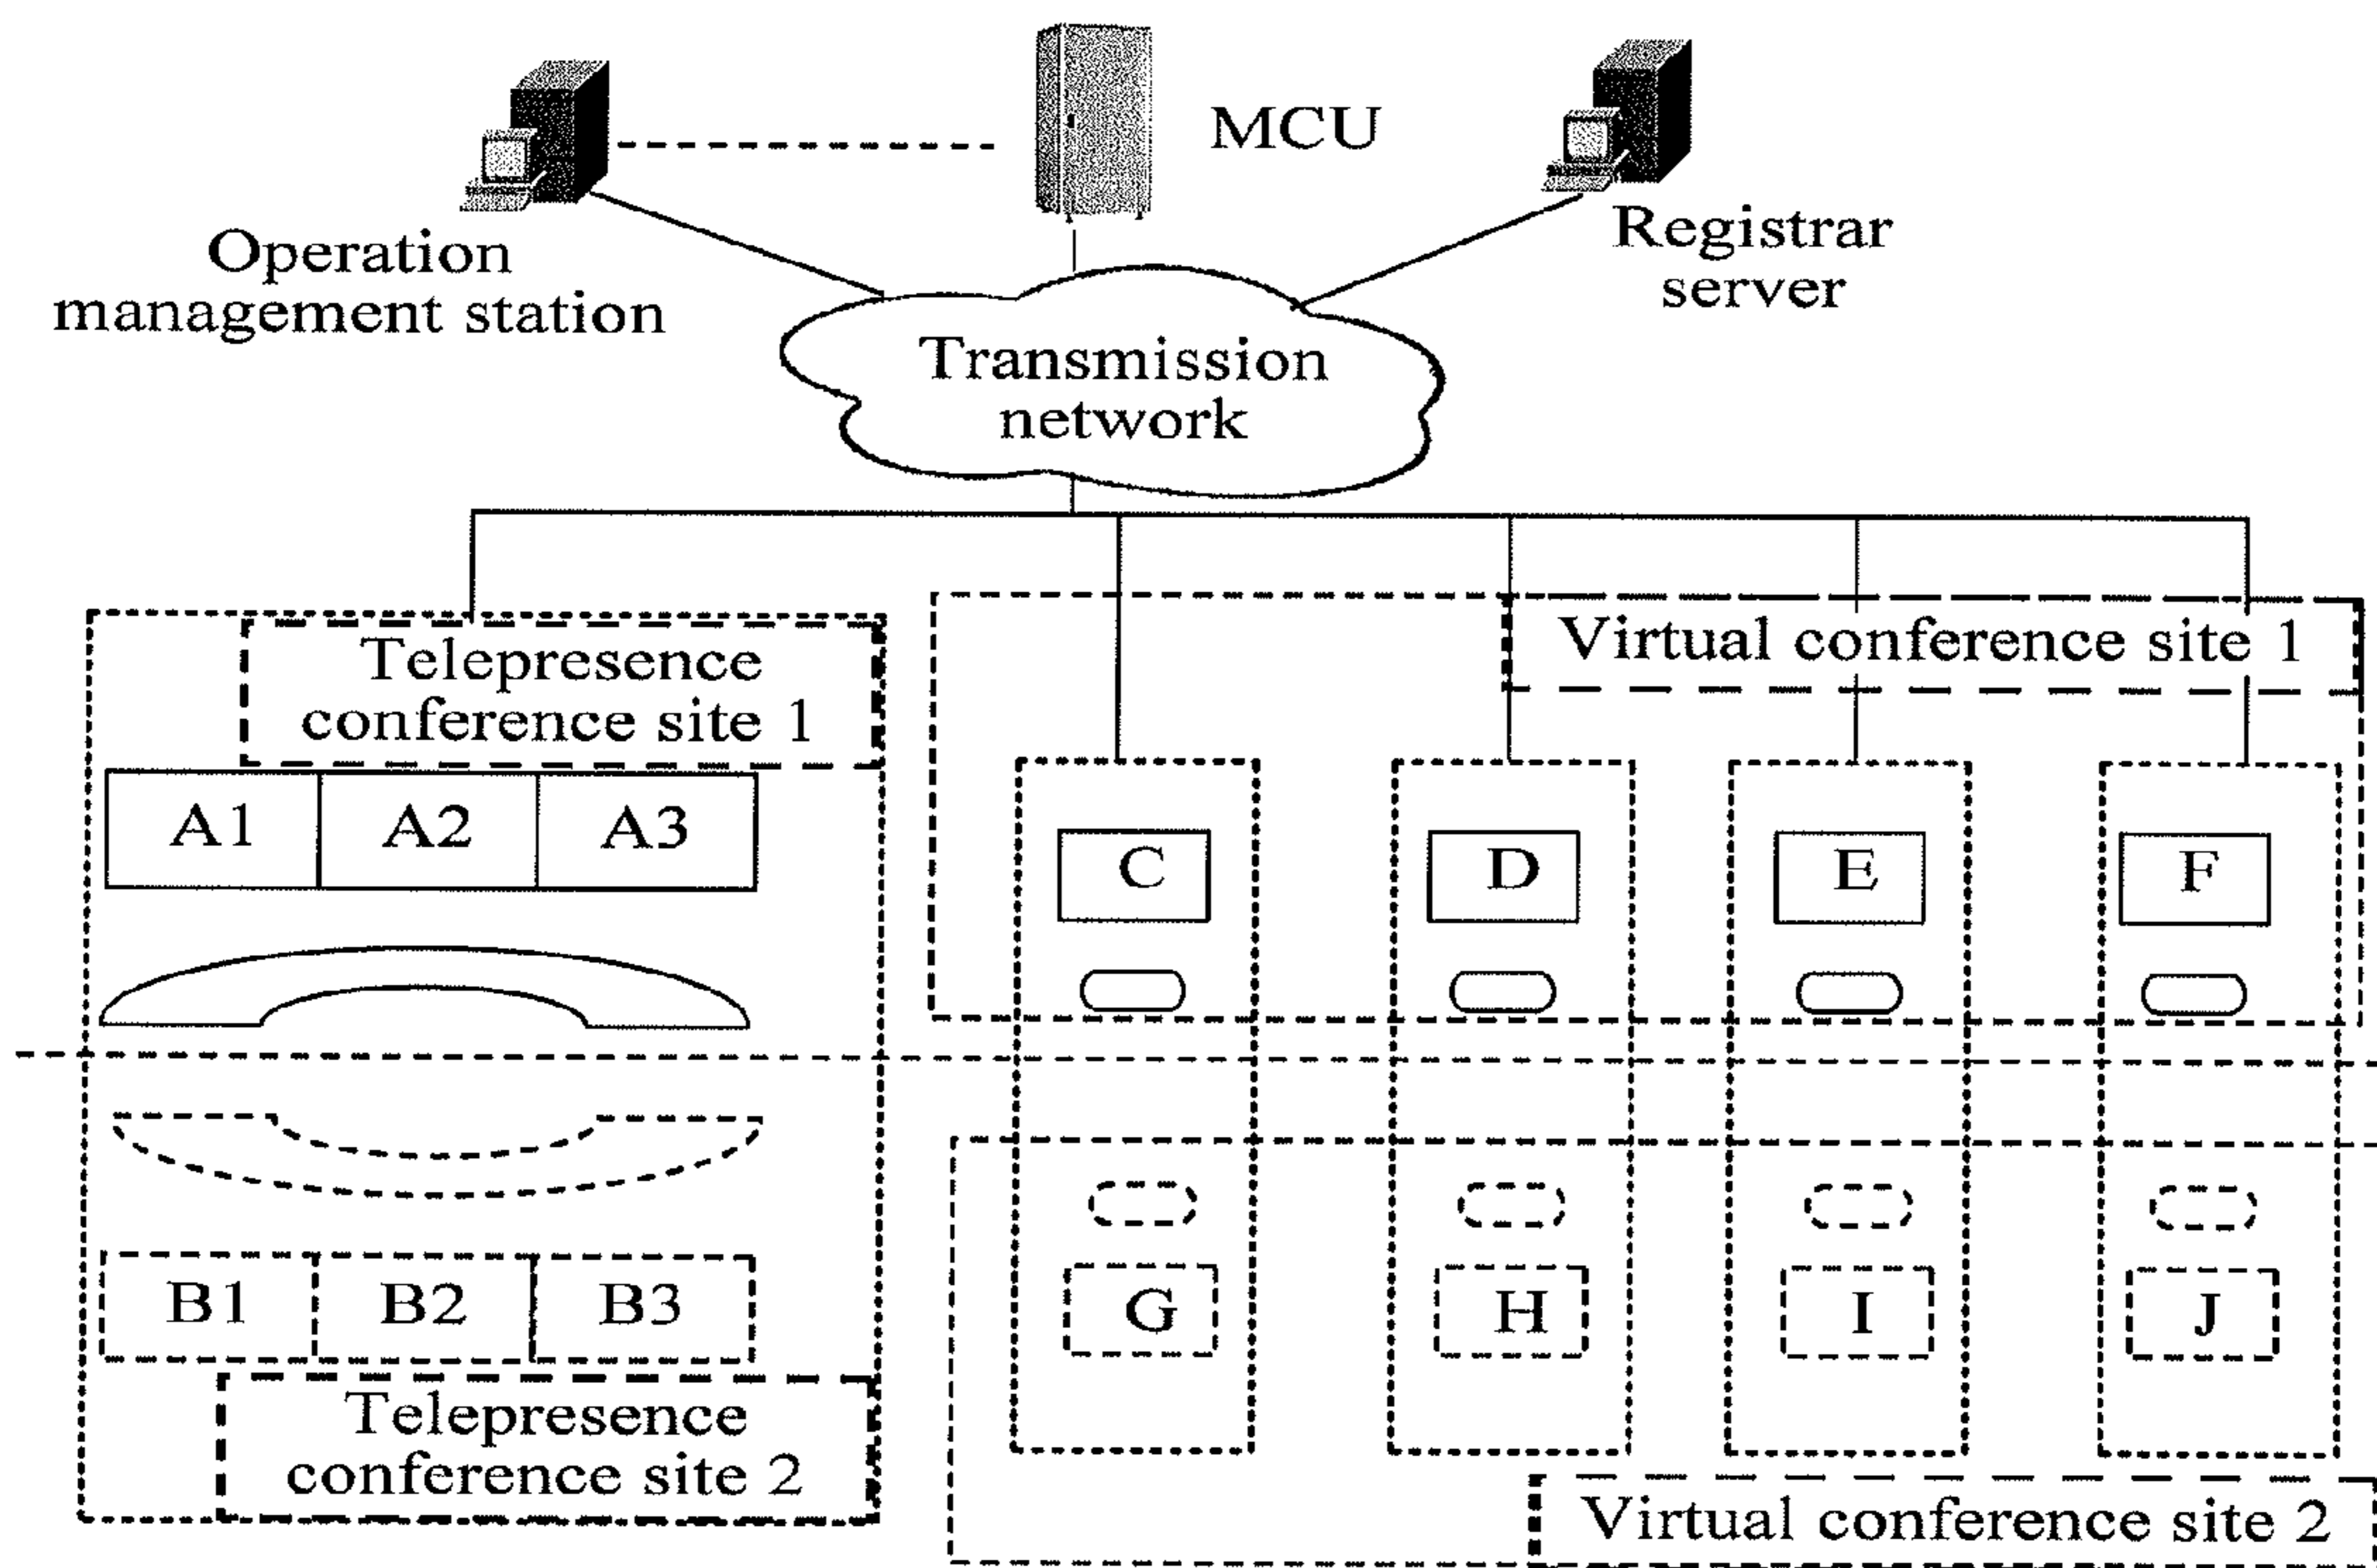 MCU
Operation
management station
Registrar
server
Transmission
network
Telepresence
conference site 1
Virtual conference site 1
A1 A2 A3
C D E F
B1 B2 B3
G H I J
Telepresence
conference site 2
Virtual conference site 2